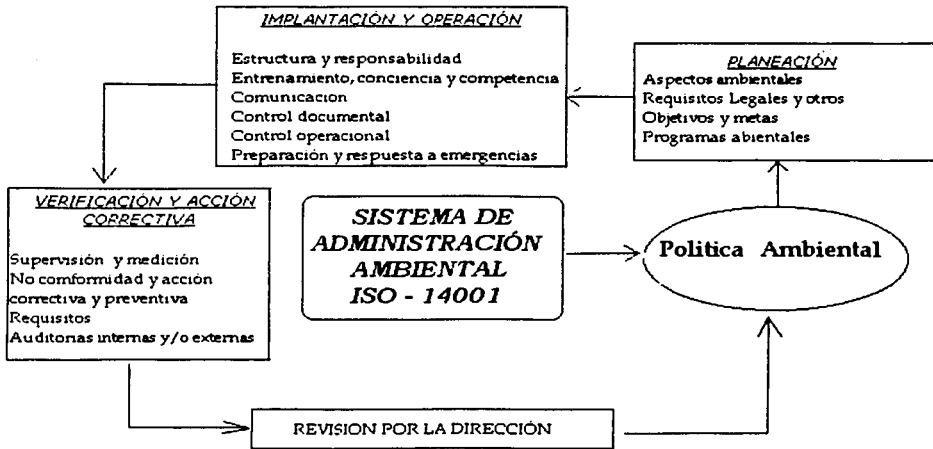 IMPLANTACIÓN Y OPERACIÓN
Estructura y responsabilidad
Entrenamiento, conciencia y competencia
Comunicacion
Control documental
Control operacional
Preparación y respuesta a emergencias
PLANEACIÓN
Aspectos ambientales
Requisitos Legales y otros
Objetivos y metas
Programas abientales
VERIFICACIÓN Y ACCIÓN
CORRECTIVA
Supervisión y medición
No comformidad y acción
correctiva y preventiva
Requisitos
Auditorias internas y/o externas
SISTEMA DE
ADMINISTRACIÓN
AMBIENTAL
ISO - 14001
Politica Ambiental
REVISION POR LA DIRECCIÓN